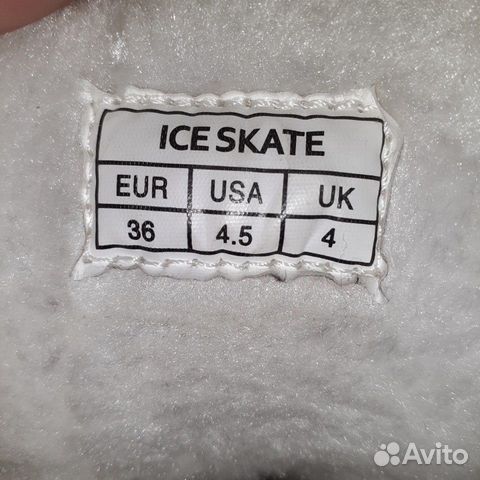 ICE SKATE
EUR USA UK
36 4.5 4
Avito